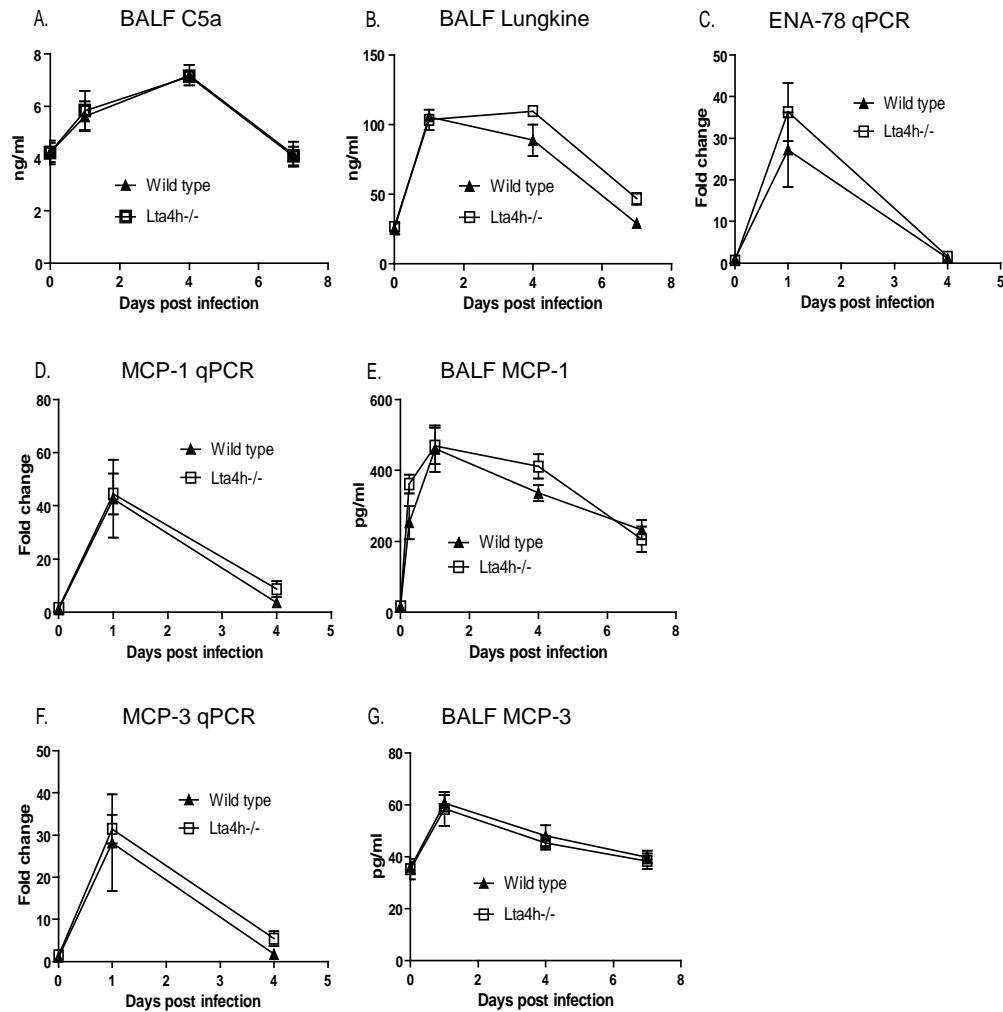 A. BALF C5a
ng/ml
8
6
4
2
0
0 2 4 6 8
Days post infection
Wild type
Lta4h-/-
B. BALF Lungkine
ng/ml
150
100
50
0
0 2 4 6 8
Days post infection
Wild type
Lta4h-/-
C. ENA-78 qPCR
Fold change
50
40
30
20
10
0
0 1 2 3 4 5
Days post infection
Wild type
Lta4h-/-
D. MCP-1 qPCR
Fold change
80
60
40
20
0
0 1 2 3 4 5
Days post infection
Wild type
Lta4h-/-
E. BALF MCP-1
pg/ml
600
400
200
0
0 2 4 6 8
Days post infection
Wild type
Lta4h-/-
F. MCP-3 qPCR
Fold change
50
40
30
20
10
0
0 1 2 3 4 5
Days post infection
Wild type
Lta4h-/-
G. BALF MCP-3
pg/ml
80
60
40
20
0
0 2 4 6 8
Days post infection
Wild type
Lta4h-/-